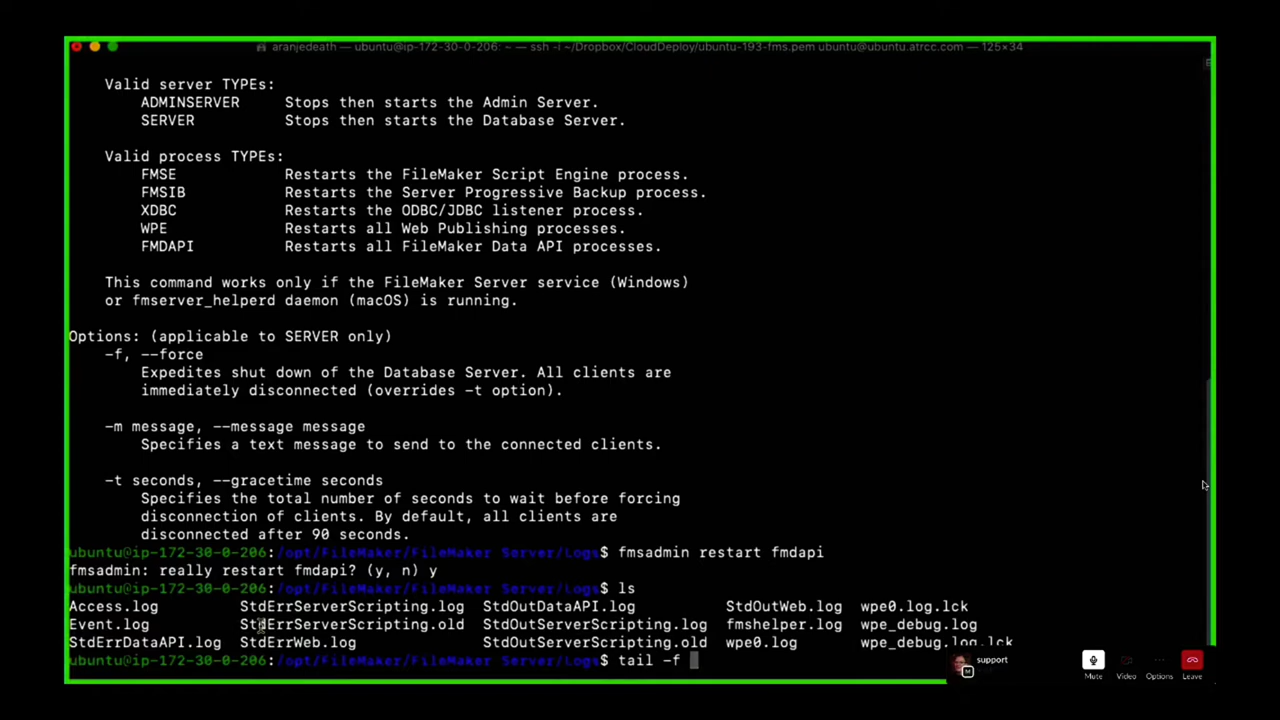 aranjedeath — ubuntu@ip-172-30-0-206: ~ — ssh -i ~/Dropbox/CloudDeploy/ubuntu-193-fms.pem ubuntu@ubuntu.atrcc.com — 125×34
Valid server TYPEs:
ADMINSERVER Stops then starts the Admin Server.
SERVER Stops then starts the Database Server.
Valid process TYPEs:
FMSE Restarts the FileMaker Script Engine process.
FMSIB Restarts the Server Progressive Backup process.
XDBC Restarts the ODBC/JDBC listener process.
WPE Restarts all Web Publishing processes.
FMDAPI Restarts all FileMaker Data API processes.
This command works only if the FileMaker Server service (Windows)
or fmserver_helperd daemon (macOS) is running.
Options: (applicable to SERVER only)
-f, --force
Expedites shut down of the Database Server. All clients are
immediately disconnected (overrides -t option).
-m message, --message message
Specifies a text message to send to the connected clients.
-t seconds, --gracetime seconds
Specifies the total number of seconds to wait before forcing
disconnection of clients. By default, all clients are
disconnected after 90 seconds.
ubuntu@ip-172-30-0-206:/opt/FileMaker/FileMaker Server/Logs$ fmsadmin restart fmdapi
fmsadmin: really restart fmdapi? (y, n) y
ubuntu@ip-172-30-0-206:/opt/FileMaker/FileMaker Server/Logs$ ls
Access.log StdErrServerScripting.log StdOutDataAPI.log StdOutWeb.log wpe0.log.lck
Event.log StdErrServerScripting.old StdOutServerScripting.log fmshelper.log wpe_debug.log
StdErrDataAPI.log StdErrWeb.log StdOutServerScripting.old wpe0.log wpe_debug.log.lck
ubuntu@ip-172-30-0-206:/opt/FileMaker/FileMaker Server/Logs$ tail -f
support
M
Mute Video Options Leave